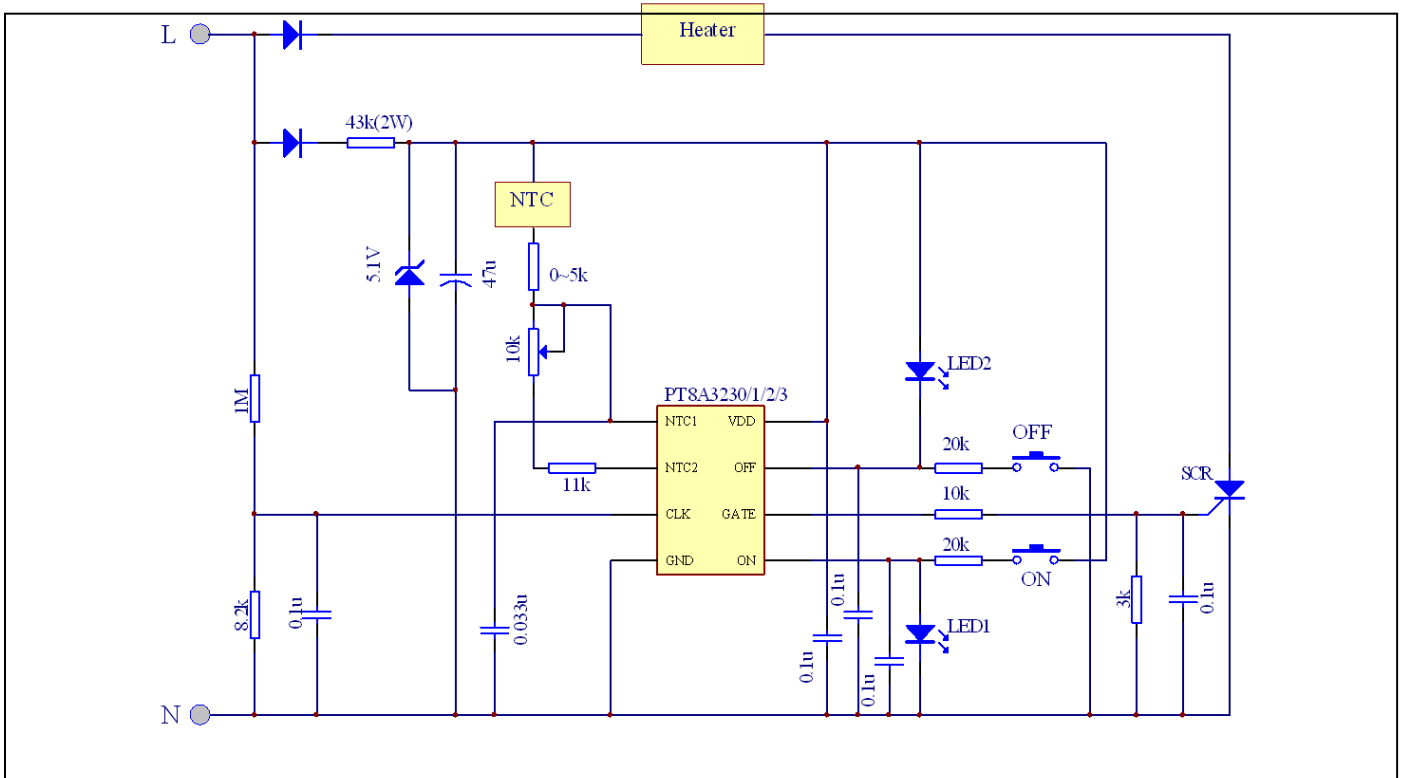 L
Heater
43k(2W)
NTC
5.1V
47u
0~5k
10k
LED2
1M
PT8A3230/1/2/3
NTC1
VDD
OFF
20k
NTC2
OFF
11k
10k
SCR
CLK
GATE
20k
GND
ON
ON
8.2k
0.1u
0.033u
0.1u
LED1
3k
0.1u
0.1u
0.1u
N